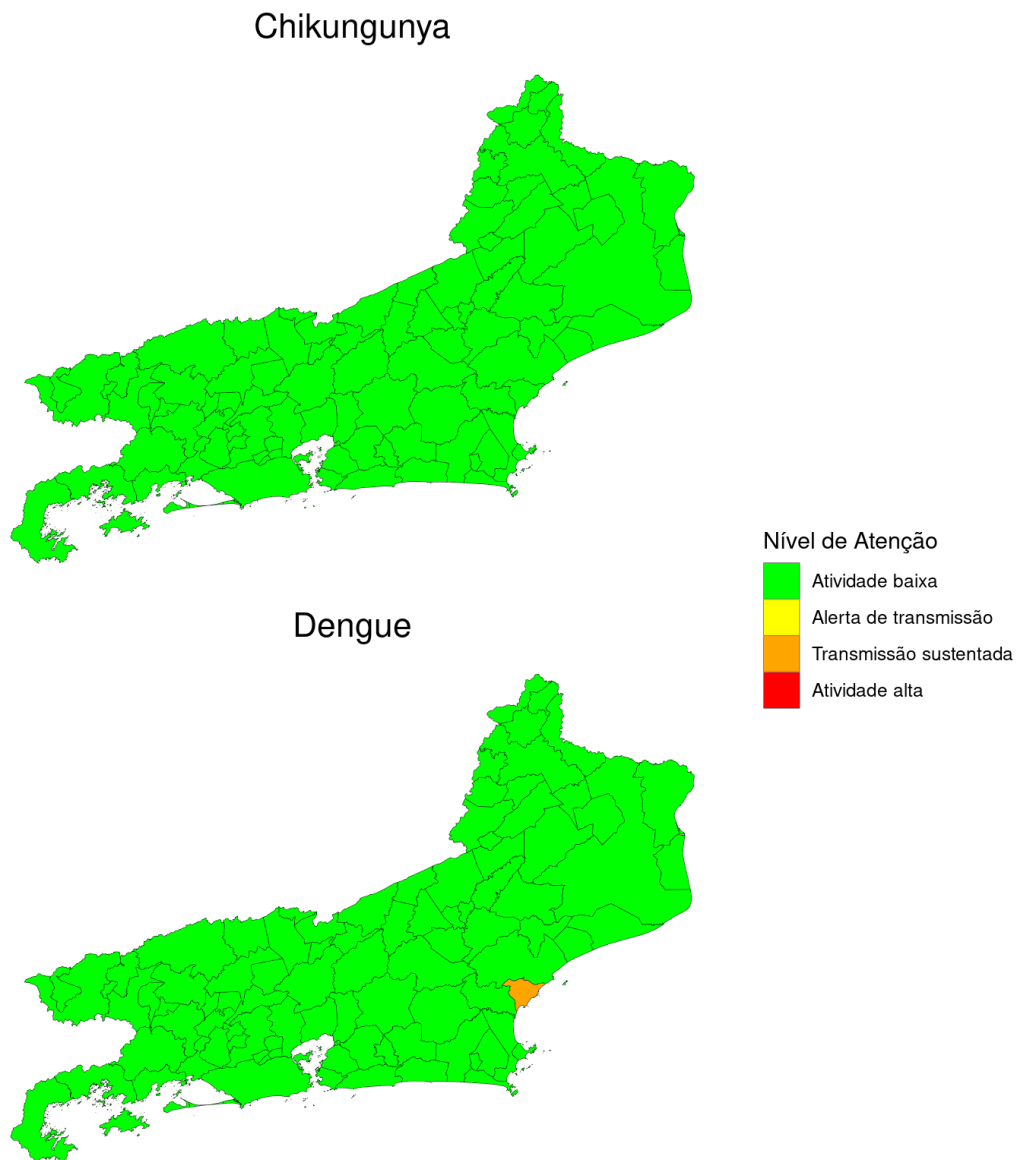 Chikungunya
Nível de Atenção
Atividade baixa
Alerta de transmissão
Transmissão sustentada
Atividade alta
Dengue